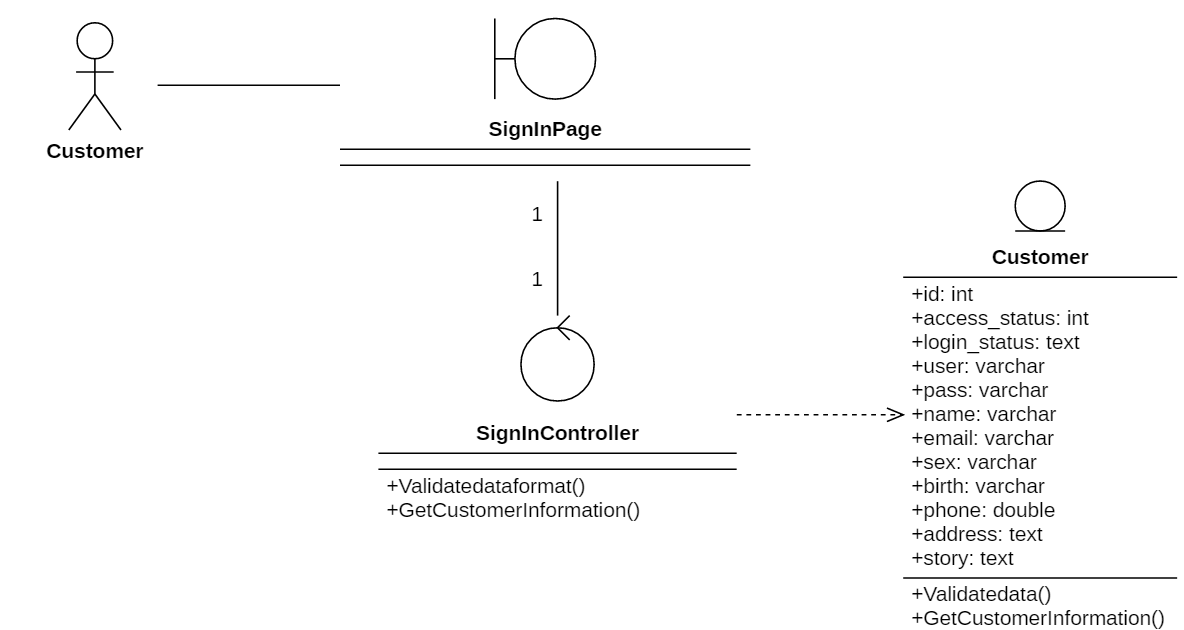 Customer
SignInPage
1
1
SignInController
+Validatedataformat()
+GetCustomerInformation()
Customer
+id: int
+access_status: int
+login_status: text
+user: varchar
+pass: varchar
+name: varchar
+email: varchar
+sex: varchar
+birth: varchar
+phone: double
+address: text
+story: text
+Validatedata()
+GetCustomerInformation()